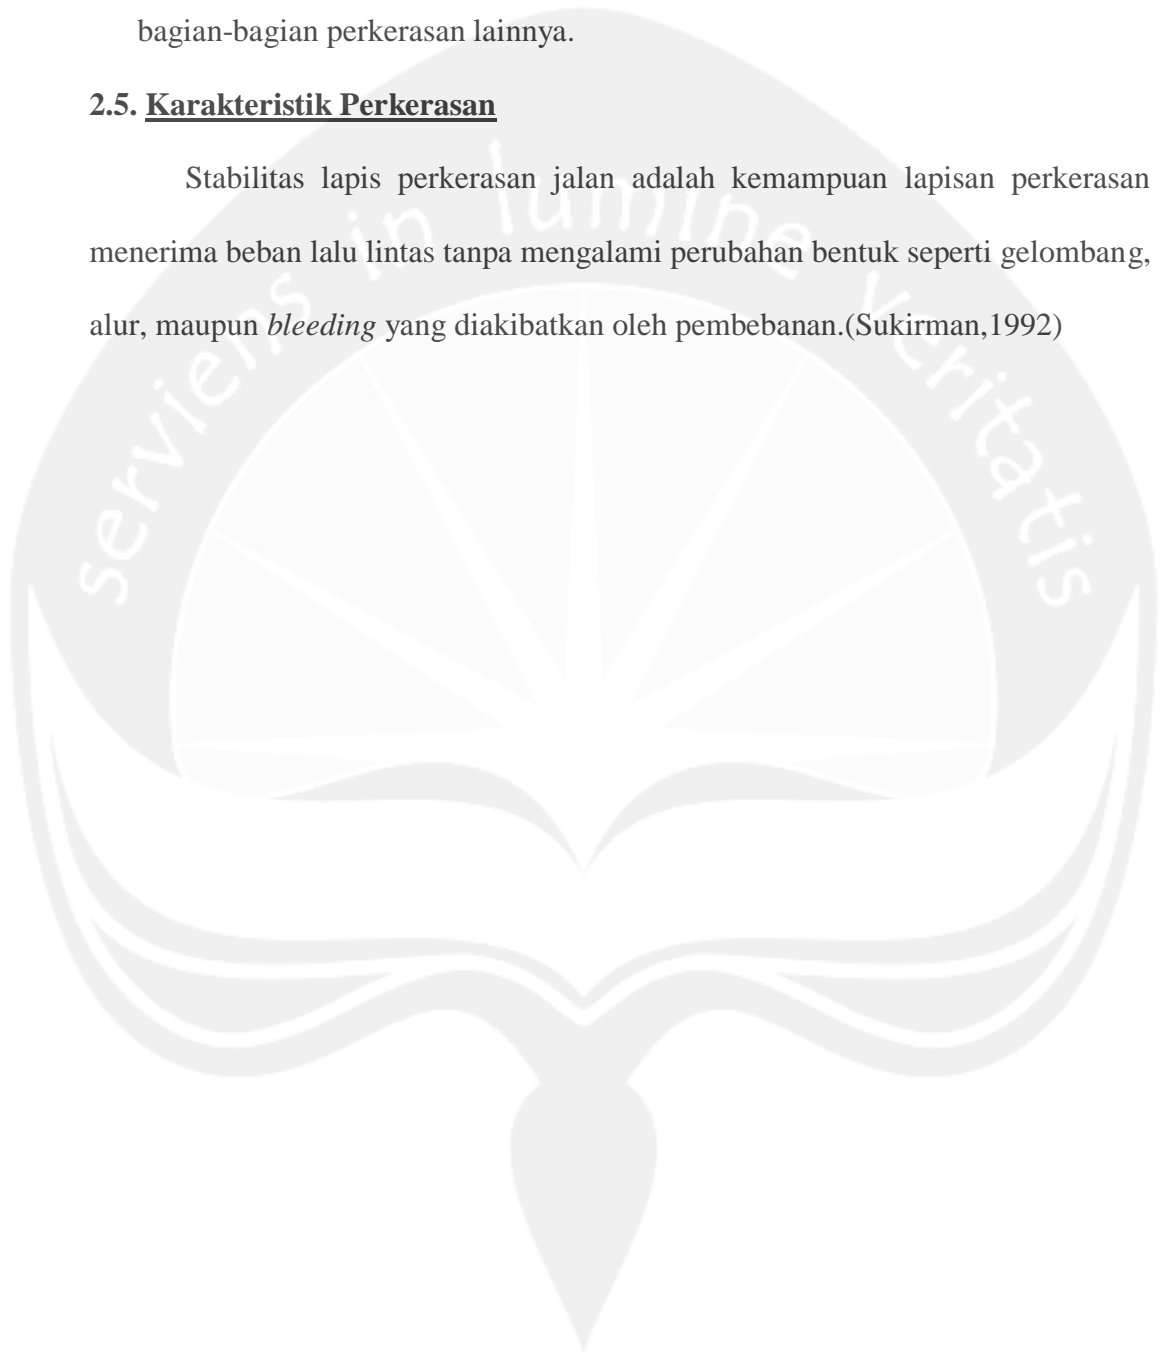 bagian-bagian perkerasan lainnya.
2.5. Karakteristik Perkerasan
Stabilitas lapis perkerasan jalan adalah kemampuan lapisan perkerasan
menerima beban lalu lintas tanpa mengalami perubahan bentuk seperti gelombang,
alur, maupun bleeding yang diakibatkan oleh pembebanan.(Sukirman,1992)
serviens in lumine veritatis